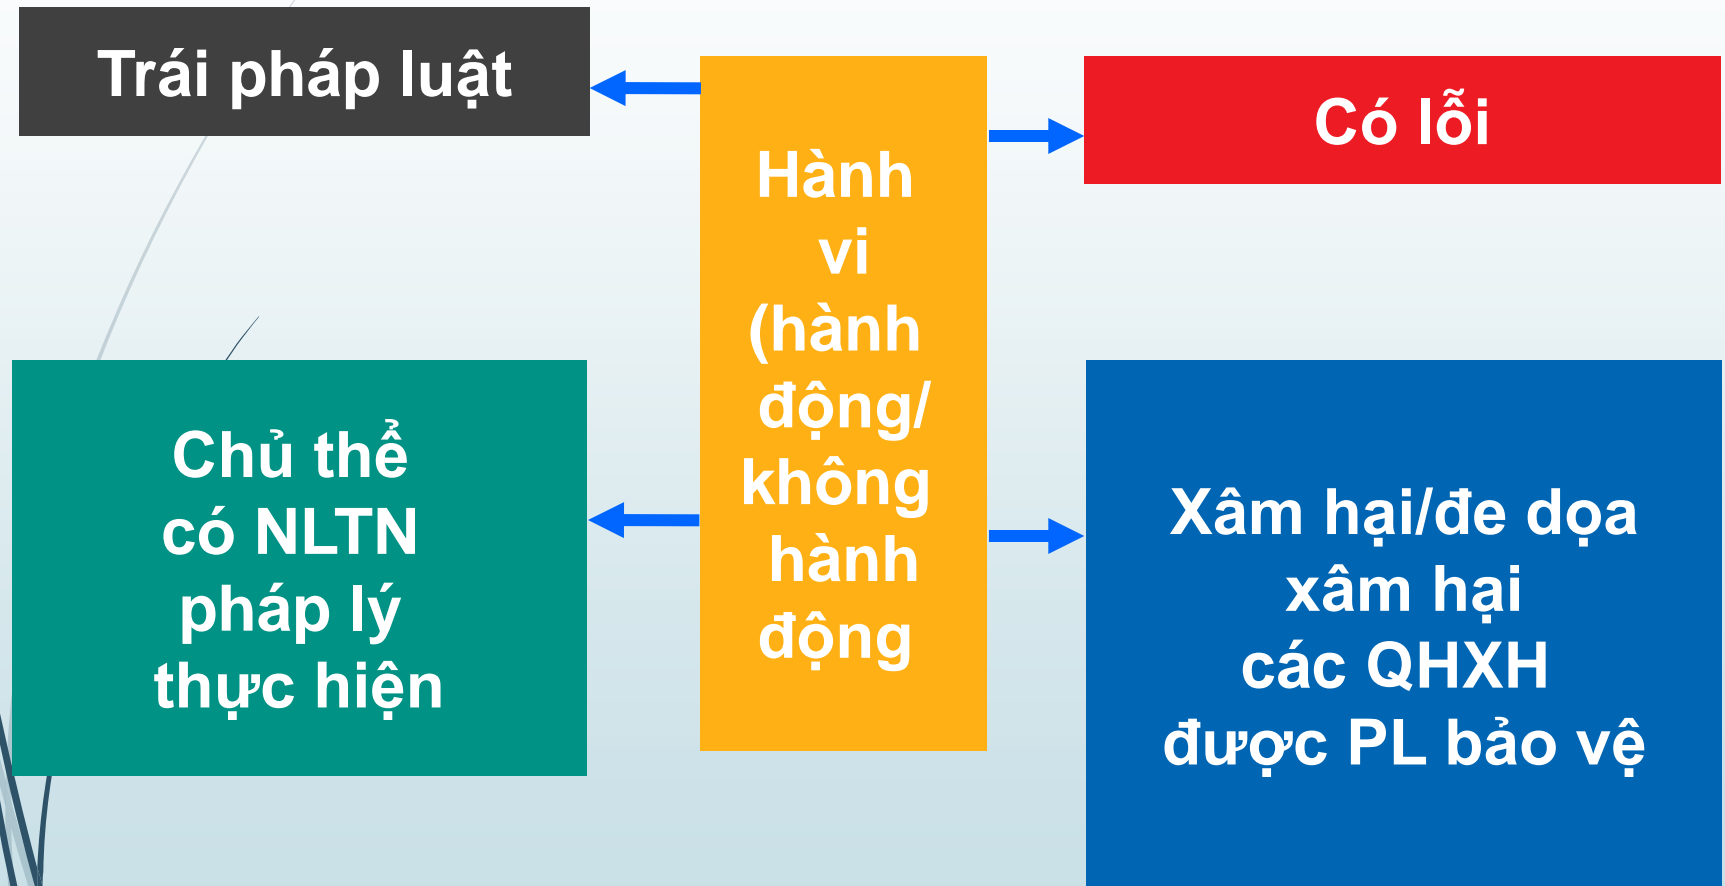 Trái pháp luật
Có lỗi
Hành
vi
(hành
động/
không
hành
động
Chủ thể
có NLTN
pháp lý
thực hiện
Xâm hại/đe dọa
xâm hại
các QHXH
được PL bảo vệ